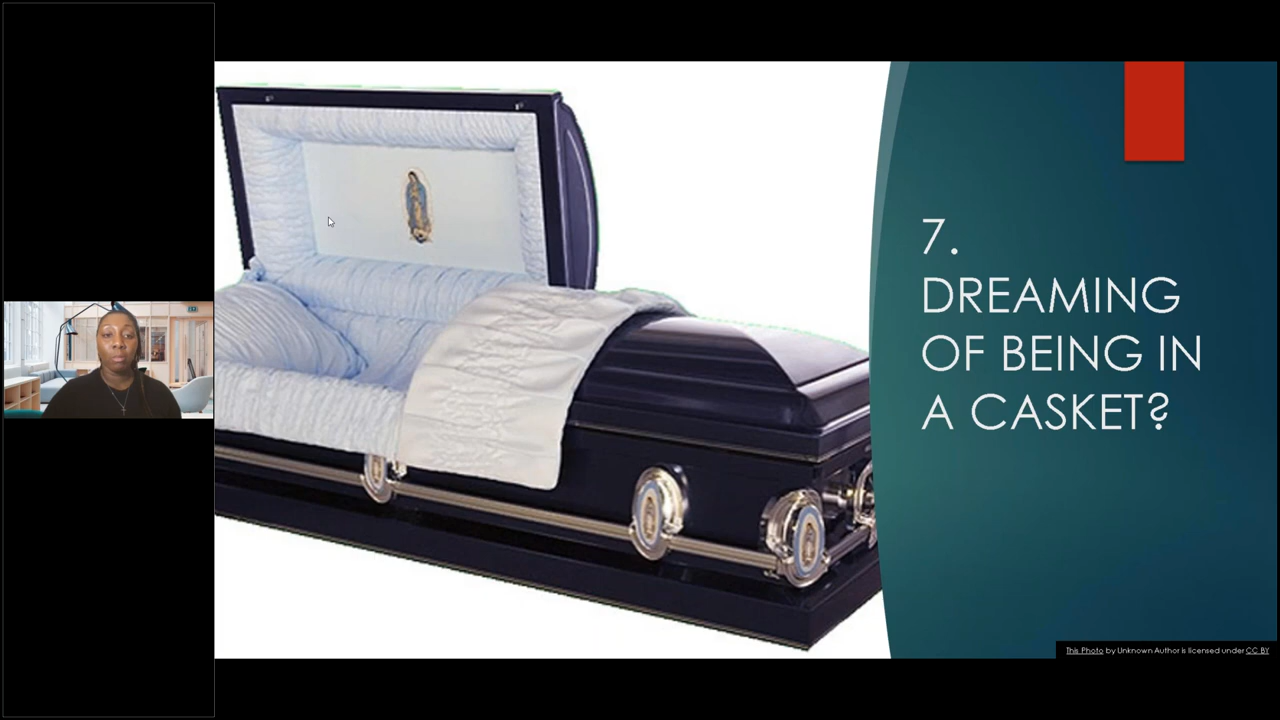 7.
DREAMING
OF BEING IN
A CASKET?
This Photo by Unknown Author is licensed under CC BY